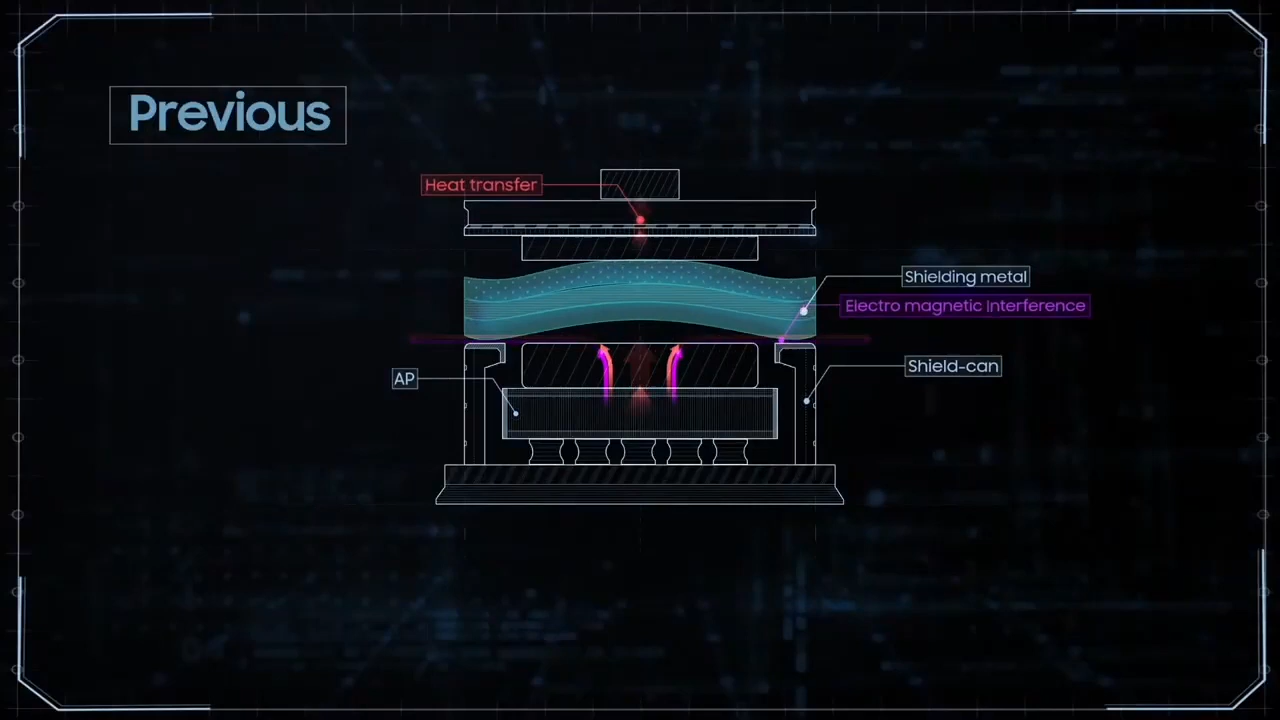 Previous
Heat transfer
Shielding metal
Electro magnetic Interference
Shield-can
AP